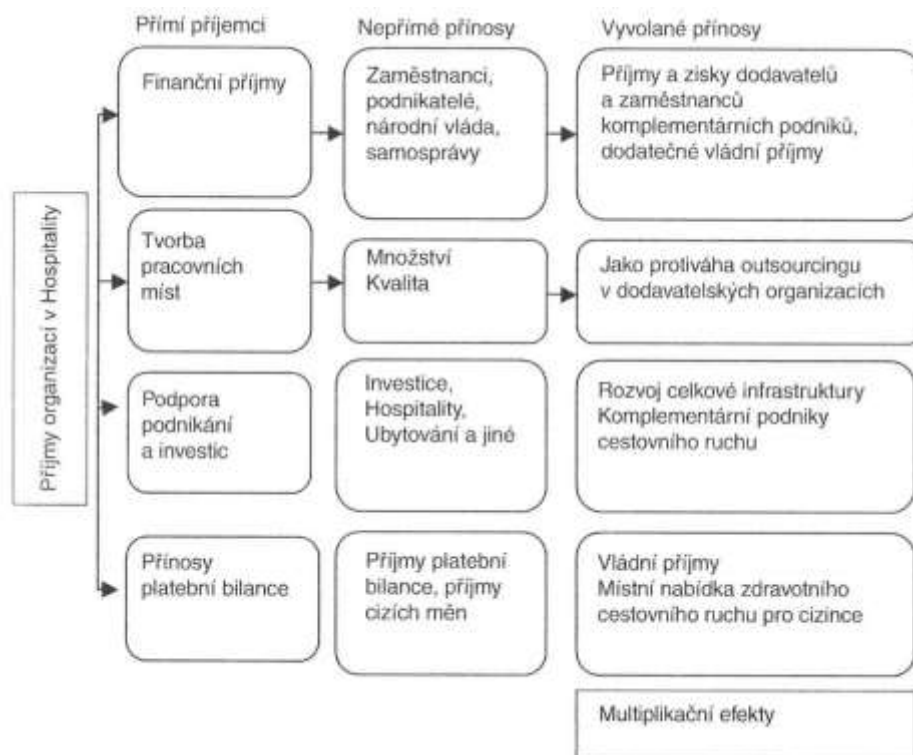 Přímí příjemci
Nepřímé přínosy
Vyvolané přínosy
Příjmy organizací v Hospitality
Finanční příjmy
Zaměstnanci,
podnikatelé,
národní vláda,
samosprávy
Příjmy a zisky dodavatelů
a zaměstnanců
komplementárních podniků,
dodatečné vládní příjmy
Tvorba
pracovních
míst
Množství
Kvalita
Jako protiváha outsourcingu
v dodavatelských organizacích
Podpora
podnikání
a investic
Investice,
Hospitality,
Ubytování a jiné
Rozvoj celkové infrastruktury
Komplementární podniky
cestovního ruchu
Přínosy
platební bilance
Příjmy platební
bilance, příjmy
cizích měn
Vládní příjmy
Místní nabídka zdravotního
cestovního ruchu pro cizince
Multiplikační efekty